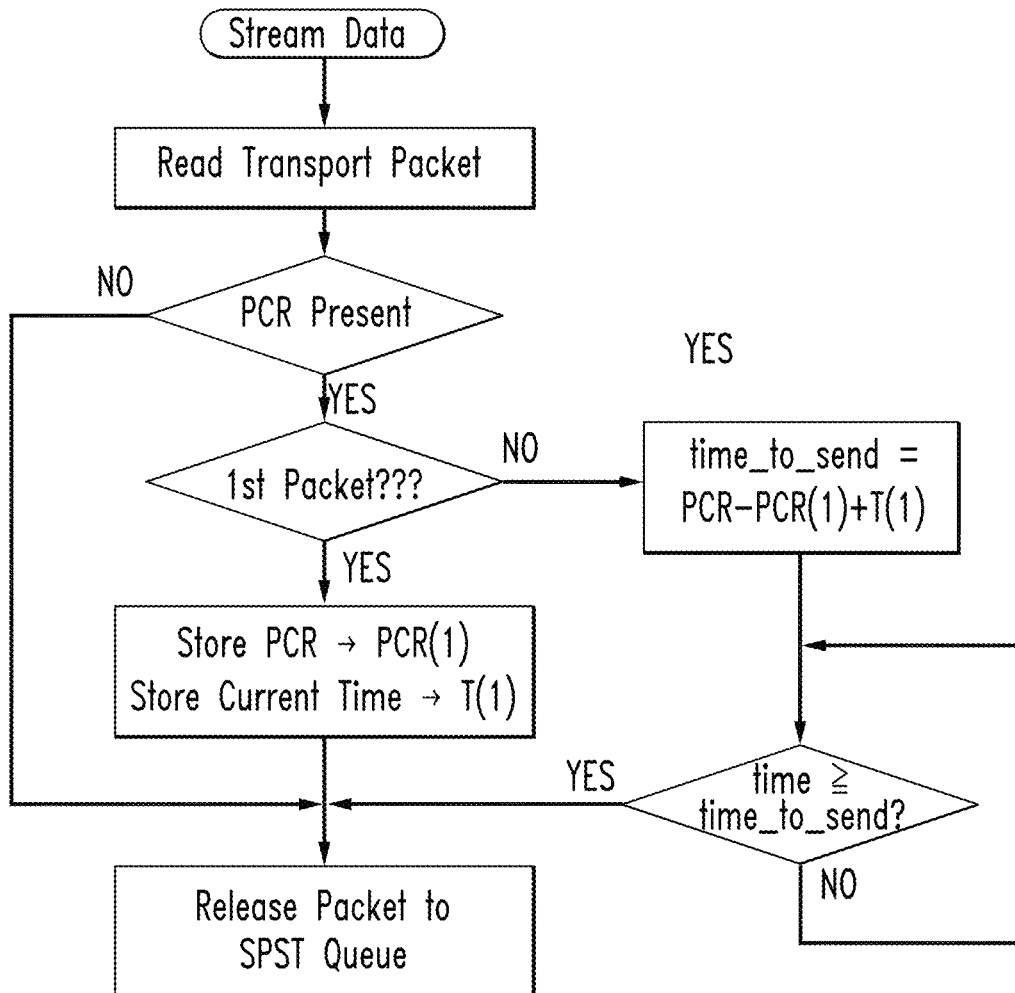 Stream Data
Read Transport Packet
NO
PCR Present
YES
YES
1st Packet???
NO
time_to_send =
PCR-PCR(1)+T(1)
YES
Store PCR → PCR(1)
Store Current Time → T(1)
YES
time ≧
time_to_send?
NO
Release Packet to
SPST Queue